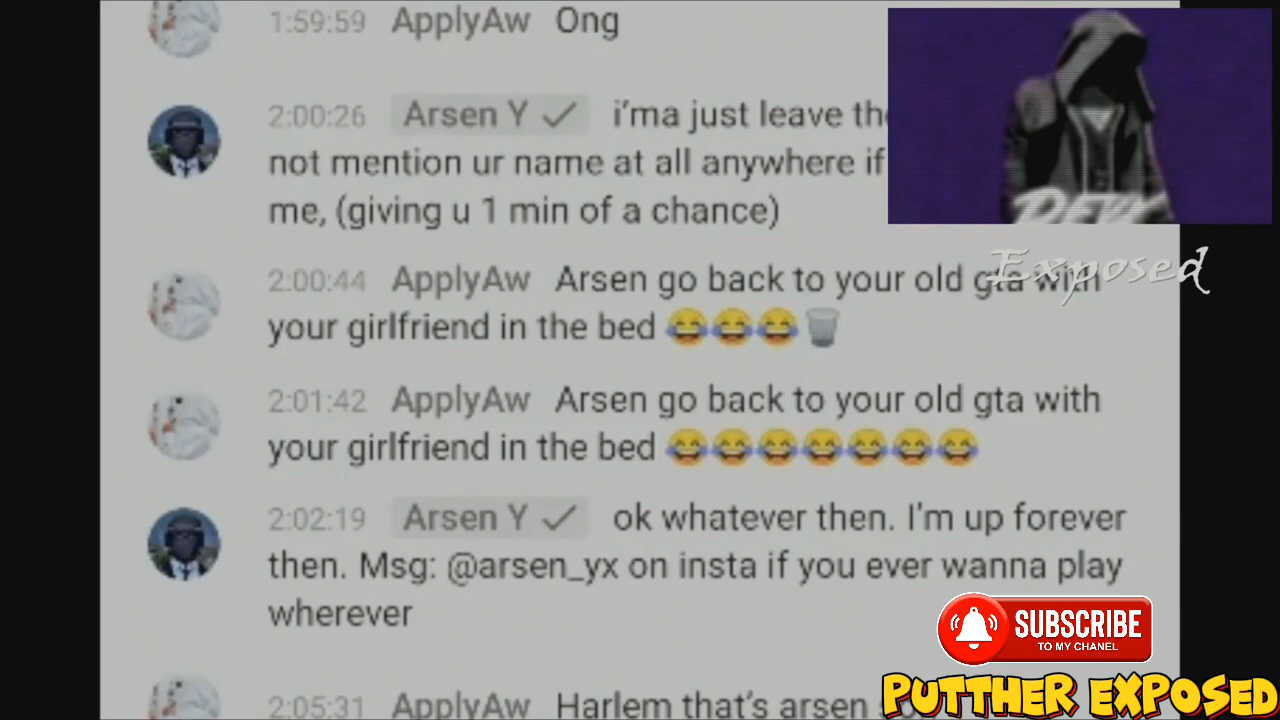 1:59:59 ApplyAw Ong
2:00:26 Arsen Y ✓ i'ma just leave
not mention ur name at all anywhere if
me, (giving u 1 min of a chance)
2:00:44 ApplyAw Arsen go back to your old gta with
your girlfriend in the bed 😂😂😂🗑️
Exposed
2:01:42 ApplyAw Arsen go back to your old gta with
your girlfriend in the bed 😂😂😂😂😂😂😂
2:02:19 Arsen Y ✓ ok whatever then. I'm up forever
then. Msg: @arsen_yx on insta if you ever wanna play
wherever
SUBSCRIBE
TO MY CHANEL
PUTTHER EXPOSED
2:05:31 ApplyAw Harlem that's arsen